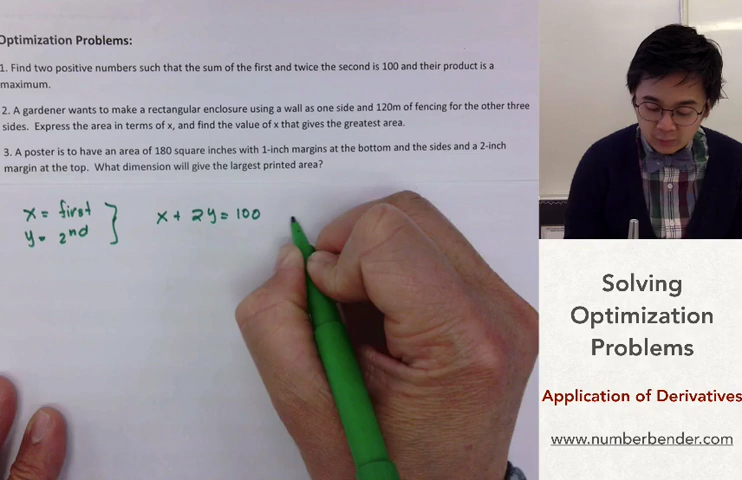 Optimization Problems:
1. Find two positive numbers such that the sum of the first and twice the second is 100 and their product is a
maximum.
2. A gardener wants to make a rectangular enclosure using a wall as one side and 120m of fencing for the other three
sides. Express the area in terms of x, and find the value of x that gives the greatest area.
3. A poster is to have an area of 180 square inches with 1-inch margins at the bottom and the sides and a 2-inch
margin at the top. What dimension will give the largest printed area?
x = first
y = 2nd
x + 2y = 100
Solving
Optimization
Problems
Application of Derivatives
www.numberbender.com